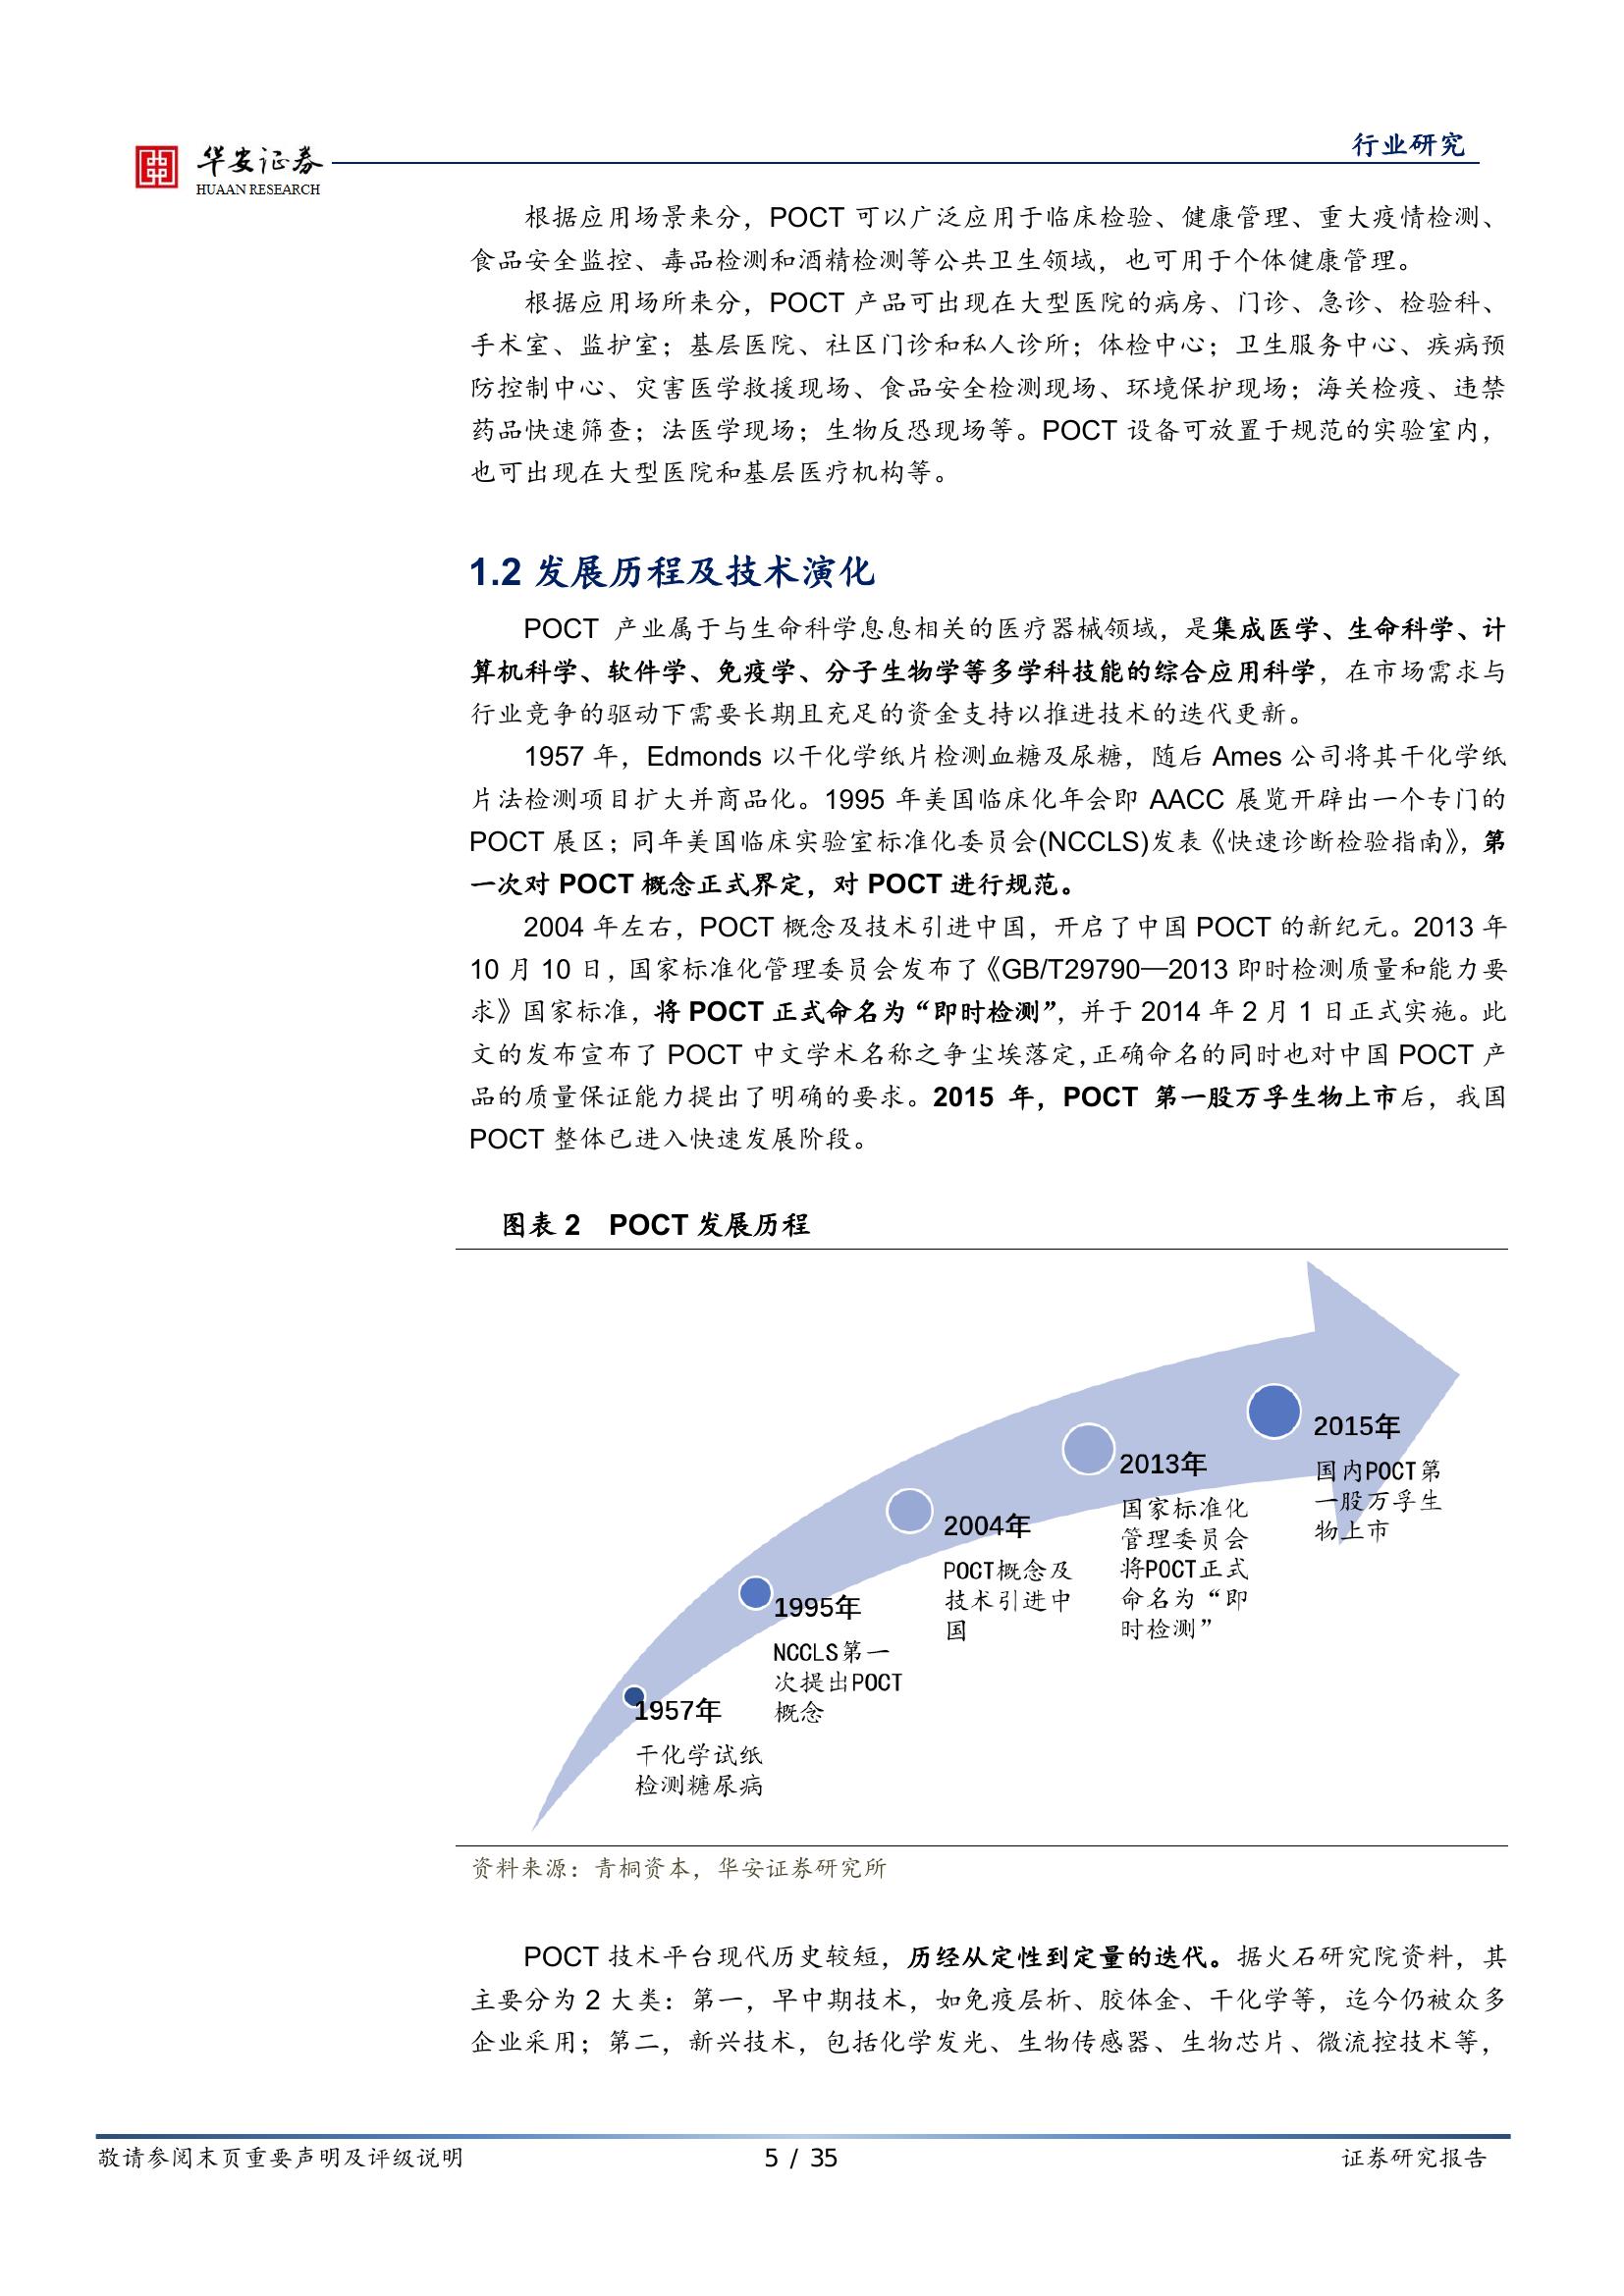 华安证券
HUAAN RESEARCH
行业研究
根据应用场景来分，POCT 可以广泛应用于临床检验、健康管理、重大疫情检测、
食品安全监控、毒品检测和酒精检测等公共卫生领域，也可用于个体健康管理。
根据应用场所来分，POCT 产品可出现在大型医院的病房、门诊、急诊、检验科、
手术室、监护室；基层医院、社区门诊和私人诊所；体检中心；卫生服务中心、疾病预
防控制中心、灾害医学救援现场、食品安全检测现场、环境保护现场；海关检疫、违禁
药品快速筛查；法医学现场；生物反恐现场等。POCT 设备可放置于规范的实验室内，
也可出现在大型医院和基层医疗机构等。
1.2 发展历程及技术演化
POCT 产业属于与生命科学息息相关的医疗器械领域，是集成医学、生命科学、计
算机科学、软件学、免疫学、分子生物学等多学科技能的综合应用科学，在市场需求与
行业竞争的驱动下需要长期且充足的资金支持以推进技术的迭代更新。
1957 年，Edmonds 以干化学纸片检测血糖及尿糖，随后 Ames 公司将其干化学纸
片法检测项目扩大并商品化。1995 年美国临床化年会即 AACC 展览开辟出一个专门的
POCT 展区；同年美国临床实验室标准化委员会(NCCLS)发表《快速诊断检验指南》，第
一次对 POCT 概念正式界定，对 POCT 进行规范。
2004 年左右，POCT 概念及技术引进中国，开启了中国 POCT 的新纪元。2013 年
10 月 10 日，国家标准化管理委员会发布了《GB/T29790—2013 即时检测质量和能力要
求》国家标准，将 POCT 正式命名为“即时检测”，并于 2014 年 2 月 1 日正式实施。此
文的发布宣布了 POCT 中文学术名称之争尘埃落定，正确命名的同时也对中国 POCT 产
品的质量保证能力提出了明确的要求。2015 年，POCT 第一股万孚生物上市后，我国
POCT 整体已进入快速发展阶段。
图表 2 POCT 发展历程
1957年
干化学试纸
检测糖尿病
1995年
NCCLS第一
次提出POCT
概念
2004年
POCT概念及
技术引进中
国
2013年
国家标准化
管理委员会
将POCT正式
命名为“即
时检测”
2015年
国内POCT第
一股万孚生
物上市
资料来源：青桐资本，华安证券研究所
POCT 技术平台现代历史较短，历经从定性到定量的迭代。据火石研究院资料，其
主要分为 2 大类：第一，早中期技术，如免疫层析、胶体金、干化学等，迄今仍被众多
企业采用；第二，新兴技术，包括化学发光、生物传感器、生物芯片、微流控技术等，
敬请参阅末页重要声明及评级说明
5 / 35
证券研究报告